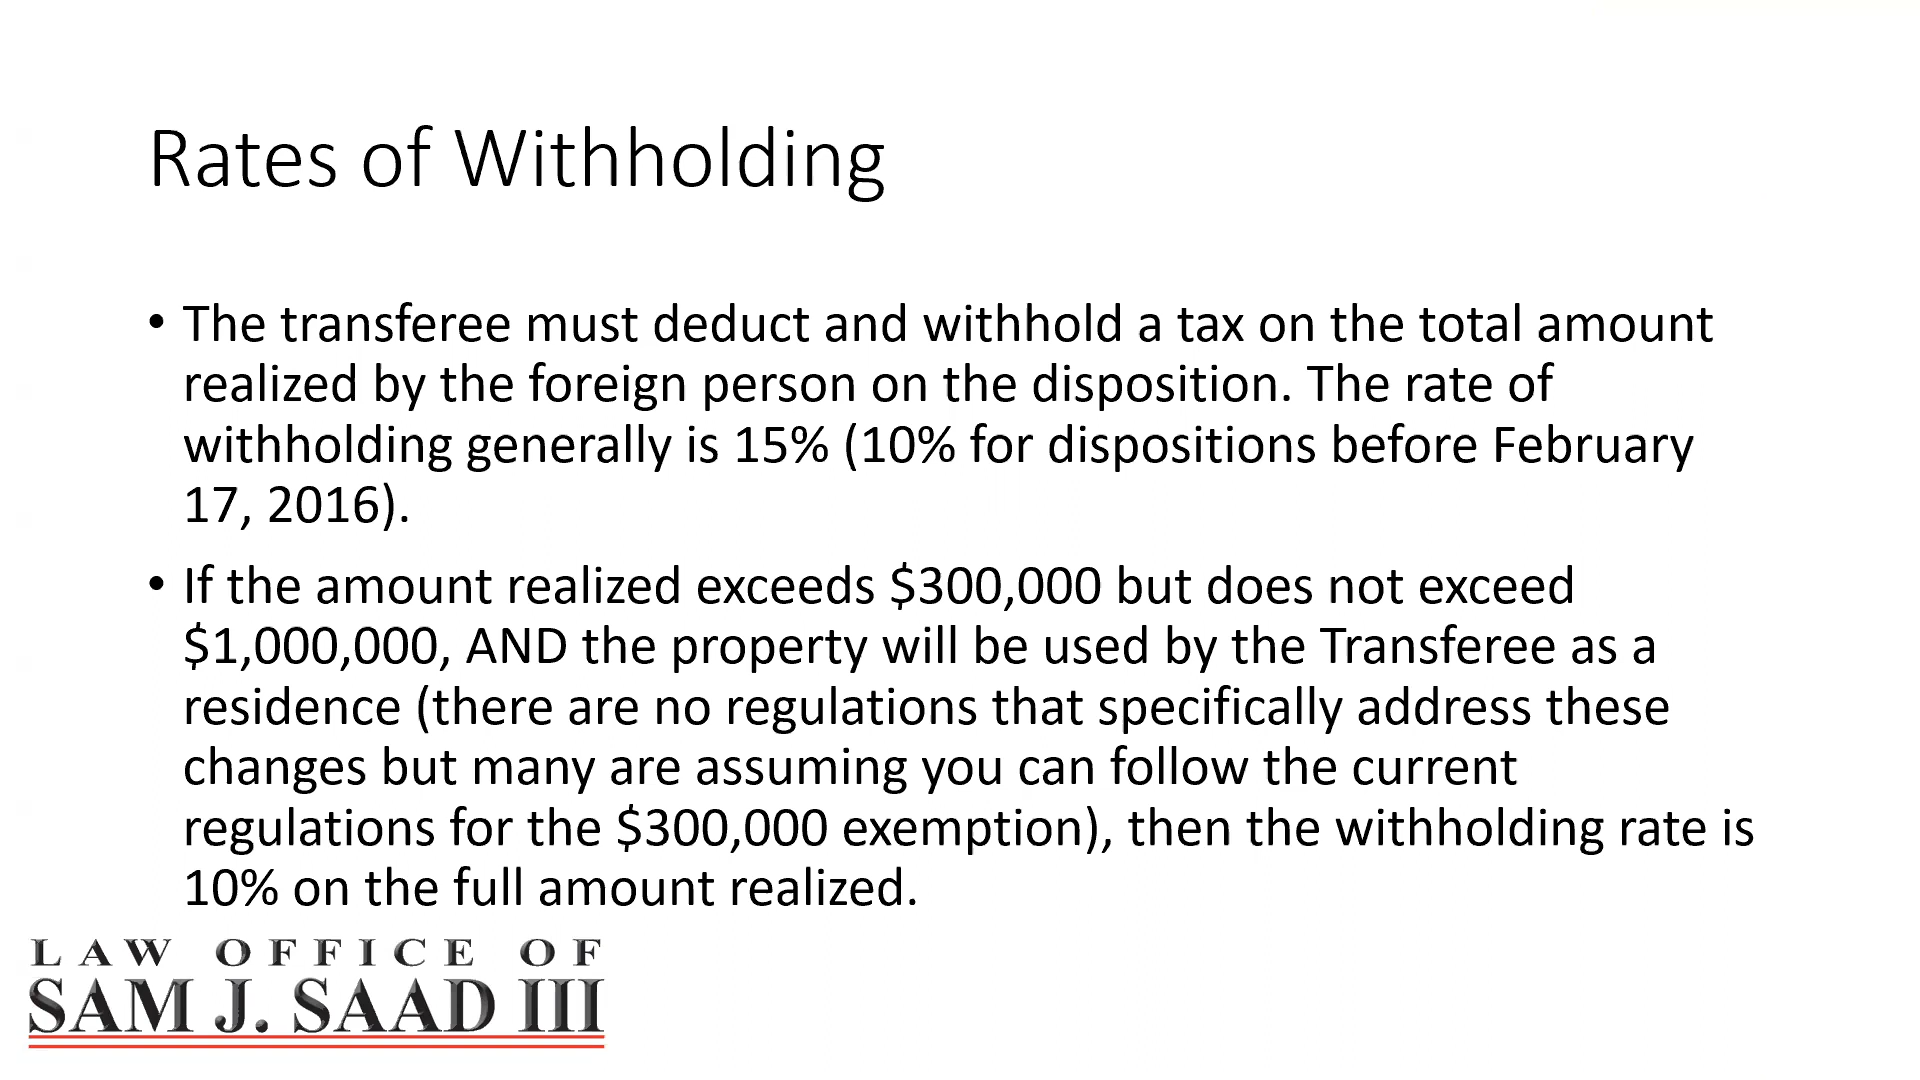 Rates of Withholding
• The transferee must deduct and withhold a tax on the total amount
realized by the foreign person on the disposition. The rate of
withholding generally is 15% (10% for dispositions before February
17, 2016).
• If the amount realized exceeds $300,000 but does not exceed
$1,000,000, AND the property will be used by the Transferee as a
residence (there are no regulations that specifically address these
changes but many are assuming you can follow the current
regulations for the $300,000 exemption), then the withholding rate is
10% on the full amount realized.
LAW OFFICE OF
SAM J. SAAD III